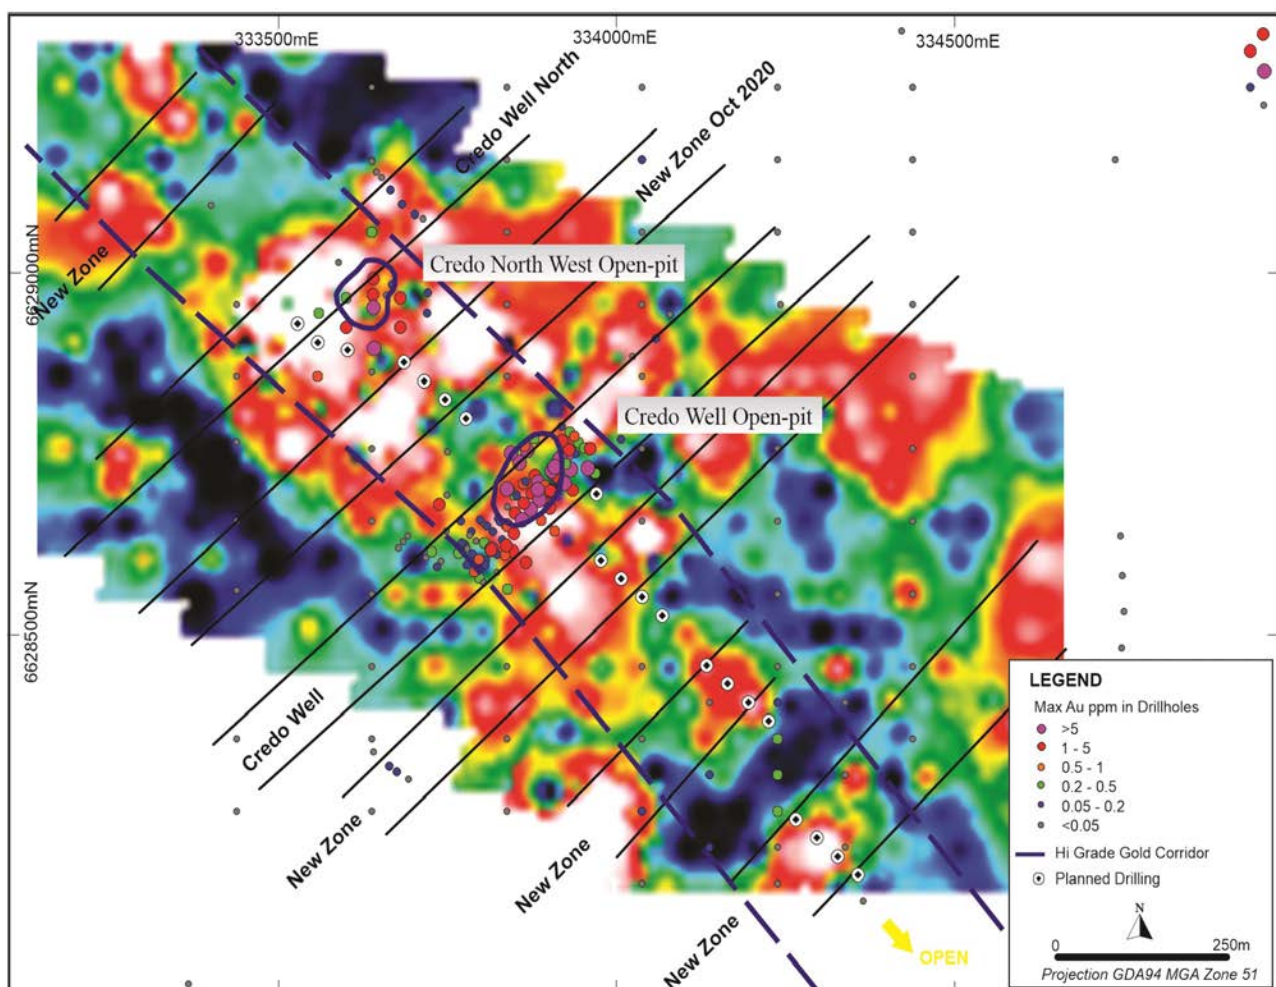 333500mE
334000mE
334500mE
Credo Well North
New Zone Oct 2020
New Zone
6629000mN
Credo North West Open-pit
Credo Well Open-pit
6628500mN
Credo Well
New Zone
New Zone
New Zone
OPEN
LEGEND
Max Au ppm in Drillholes
>5
1 - 5
0.5 - 1
0.2 - 0.5
0.05 - 0.2
<0.05
Hi Grade Gold Corridor
Planned Drilling
N
0 250m
Projection GDA94 MGA Zone 51